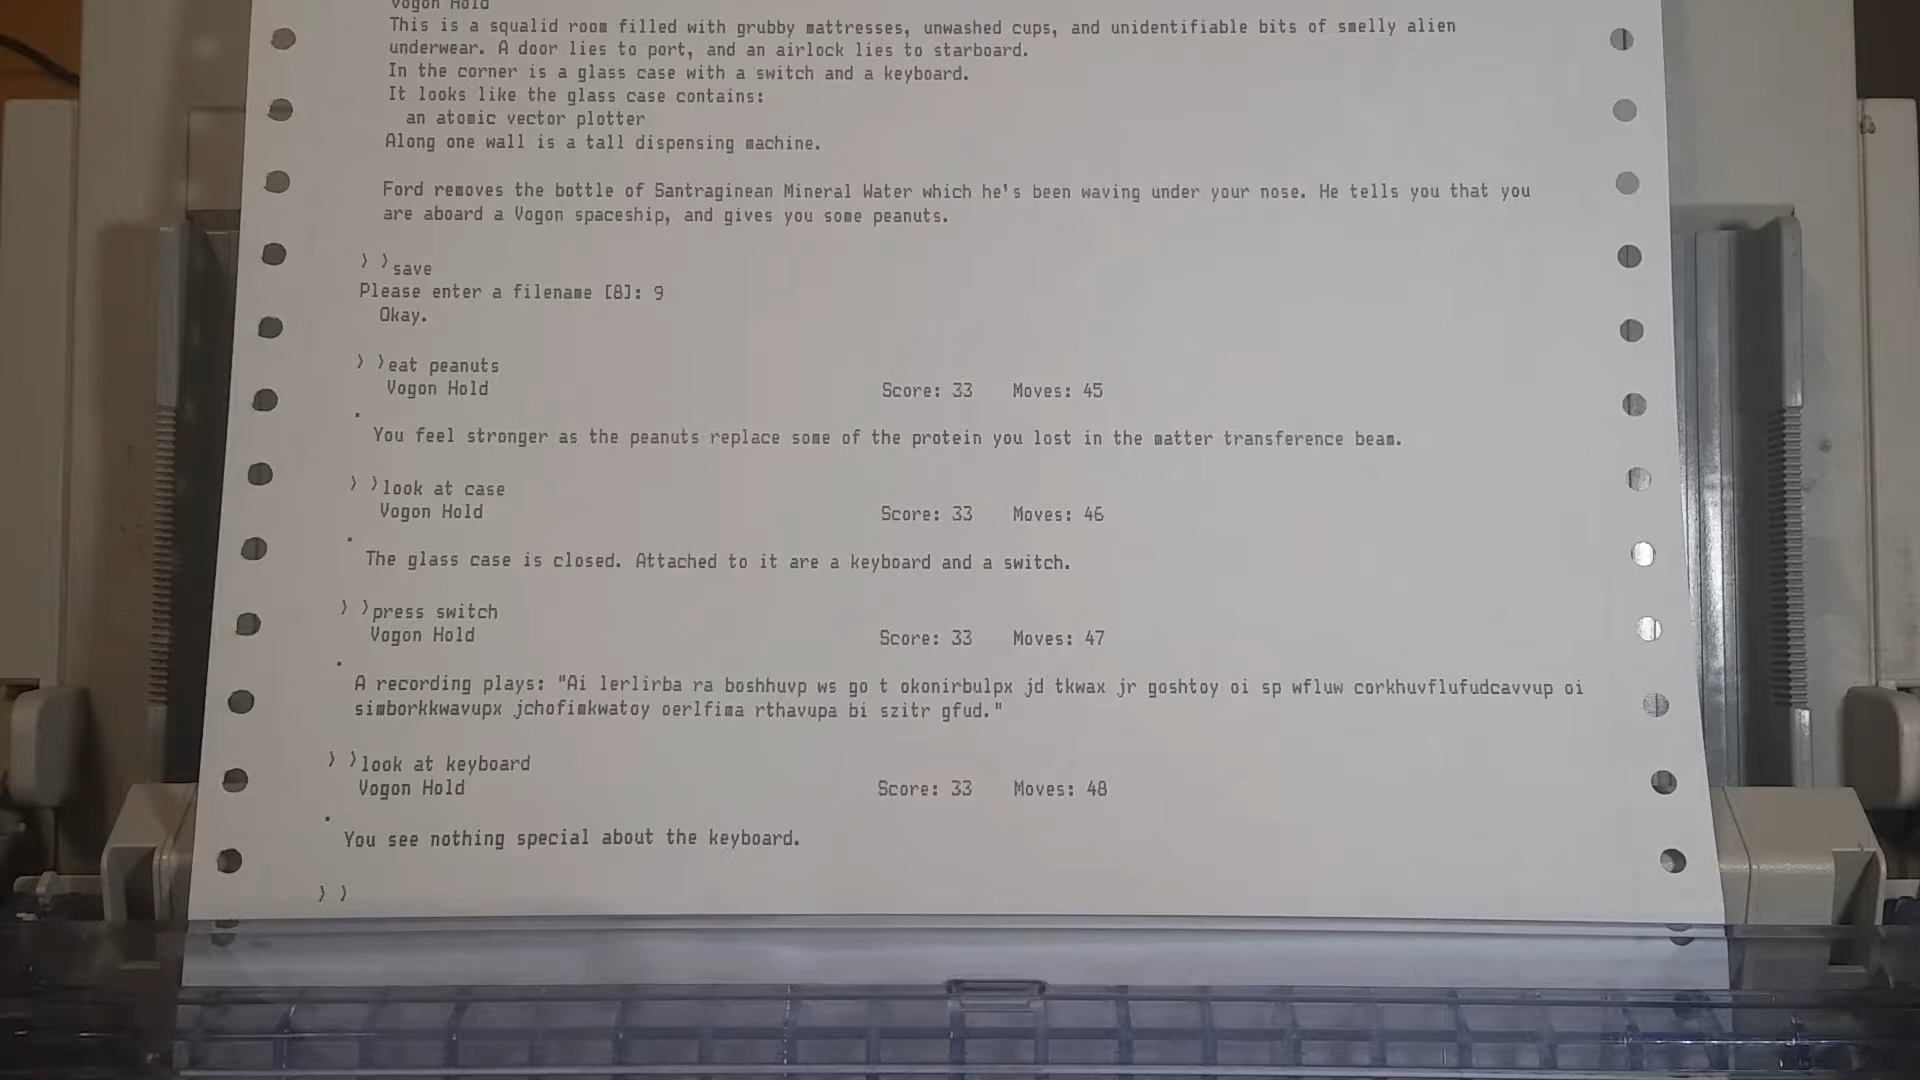 Vogon Hold
This is a squalid room filled with grubby mattresses, unwashed cups, and unidentifiable bits of smelly alien
underwear. A door lies to port, and an airlock lies to starboard.
In the corner is a glass case with a switch and a keyboard.
It looks like the glass case contains:
an atomic vector plotter
Along one wall is a tall dispensing machine.
Ford removes the bottle of Santraginean Mineral Water which he's been waving under your nose. He tells you that you
are aboard a Vogon spaceship, and gives you some peanuts.
> >save
Please enter a filename [8]: 9
Okay.
> >eat peanuts
Vogon Hold Score: 33 Moves: 45
.
You feel stronger as the peanuts replace some of the protein you lost in the matter transference beam.
> >look at case
Vogon Hold Score: 33 Moves: 46
.
The glass case is closed. Attached to it are a keyboard and a switch.
> >press switch
Vogon Hold Score: 33 Moves: 47
.
A recording plays: "Ai lerlirba ra boshhuvp ws go t okonirbulpx jd tkwax jr goshtoy oi sp wfluw corkhuvflufudcavvup oi
simborkkwavupx jchofimkwatoy oerlfima rthavupa bi szitr gfud."
> >look at keyboard
Vogon Hold Score: 33 Moves: 48
.
You see nothing special about the keyboard.
> >